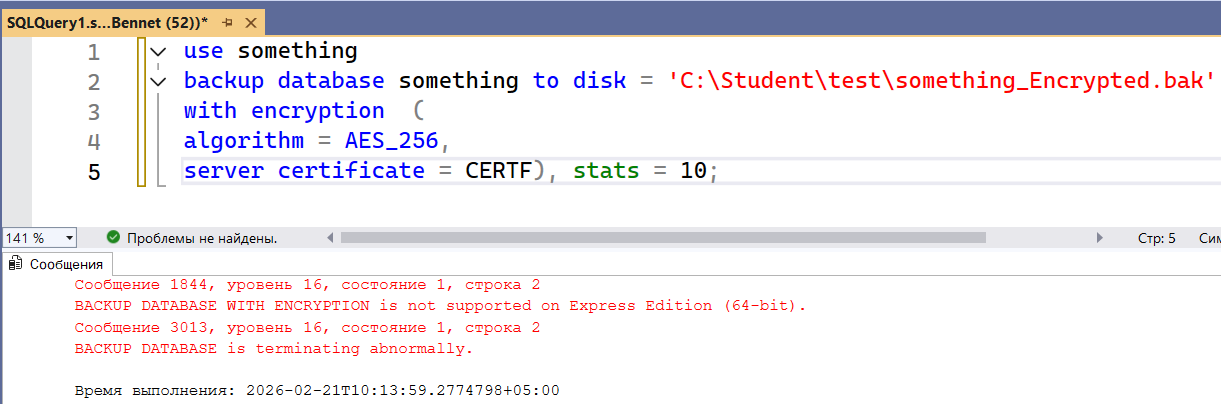 SQLQuery1.s...Bennet (52))*
1 use something
2 backup database something to disk = 'C:\Student\test\something_Encrypted.bak'
3 with encryption  (
4 algorithm = AES_256,
5 server certificate = CERTF), stats = 10;
141 % Проблемы не найдены. Стр: 5 Сим
Сообщения
Сообщение 1844, уровень 16, состояние 1, строка 2
BACKUP DATABASE WITH ENCRYPTION is not supported on Express Edition (64-bit).
Сообщение 3013, уровень 16, состояние 1, строка 2
BACKUP DATABASE is terminating abnormally.
Время выполнения: 2026-02-21T10:13:59.2774798+05:00